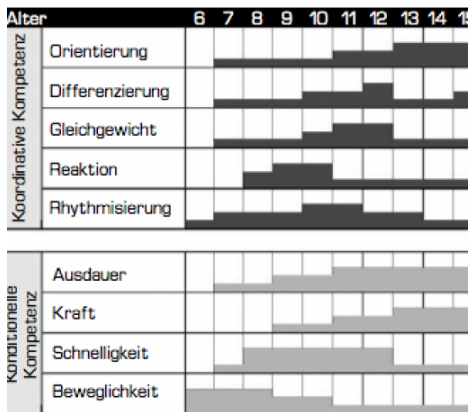 Alter 6 7 8 9 10 11 12 13 14 15
Koordinative Kompetenz
Orientierung
Differenzierung
Gleichgewicht
Reaktion
Rhythmisierung
Konditionelle
Kompetenz
Ausdauer
Kraft
Schnelligkeit
Beweglichkeit